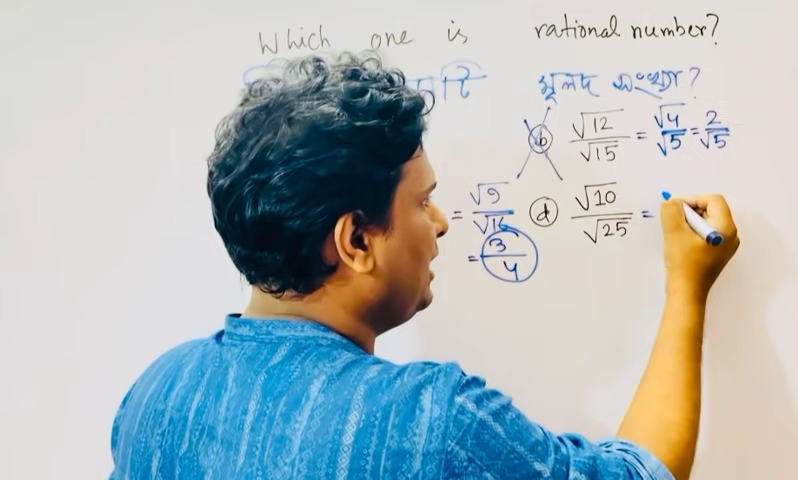 Which one is rational number?
টি মূলদ সংখ্যা?
ⓑ √12/√15 = √4/√5 = 2/√5
= √9/√16 ⓓ √10/√25 =
= 3/4